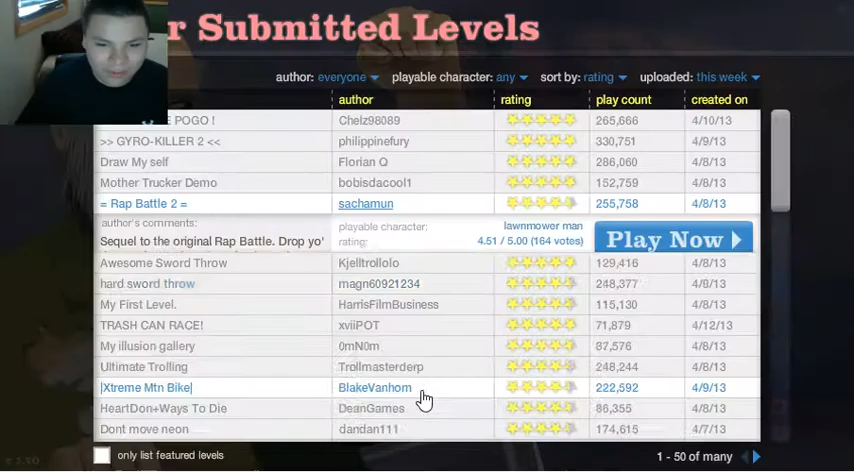 r Submitted Levels
author: everyone playable character: any sort by: rating uploaded: this week
author rating play count created on
E POGO ! Chelz98089 265,666 4/10/13
>> GYRO-KILLER 2 << philippinefury 330,751 4/9/13
Draw My self Florian Q 286,060 4/8/13
Mother Trucker Demo bobisdacool1 152,759 4/8/13
= Rap Battle 2 = sachamun 255,758 4/8/13
author's comments: playable character: lawnmower man
Sequel to the original Rap Battle. Drop yo' rating: 4.51 / 5.00 (164 votes)
Play Now
Awesome Sword Throw Kjelltrollolo 129,416 4/8/13
hard sword throw magn60921234 248,377 4/8/13
My First Level. HarrisFilmBusiness 115,130 4/8/13
TRASH CAN RACE! xviiPOT 71,879 4/12/13
My illusion gallery 0mN0m 87,576 4/8/13
Ultimate Trolling Trollmasterderp 248,244 4/8/13
|Xtreme Mtn Bike| BlakeVanhorn 222,592 4/9/13
HeartDon+Ways To Die DeanGames 86,355 4/8/13
Dont move neon dandan111 174,615 4/7/13
only list featured levels 1 - 50 of many